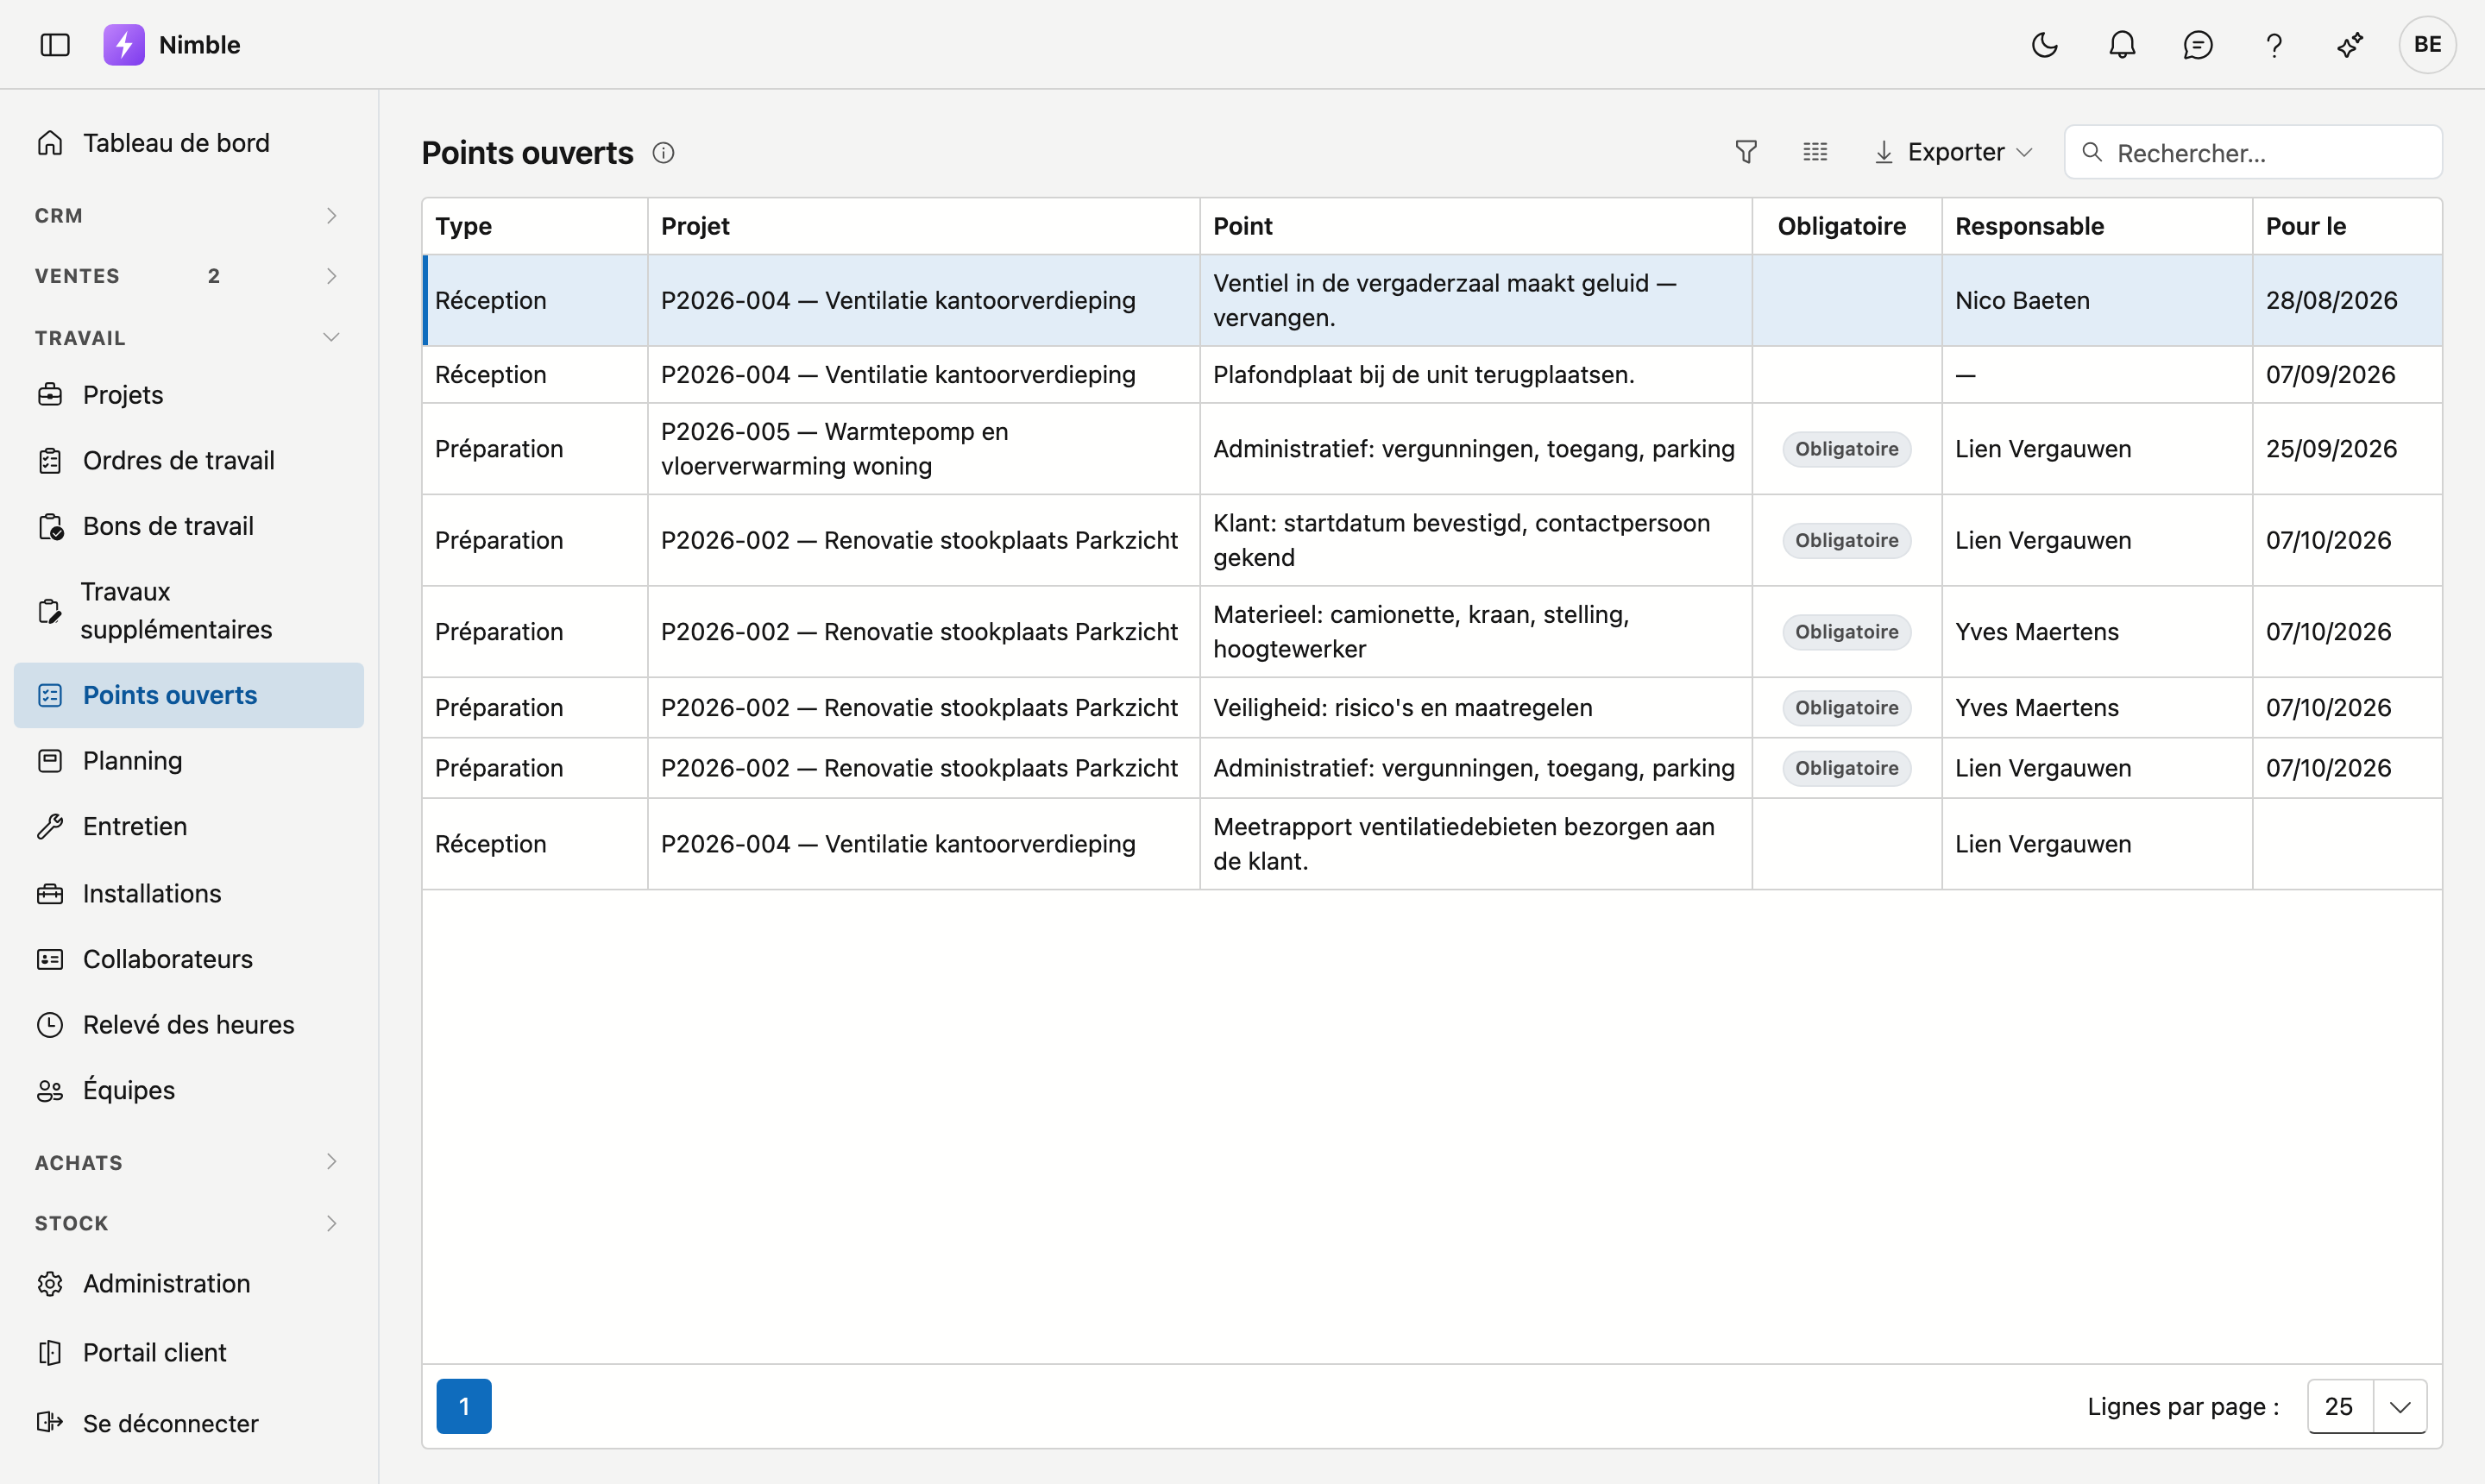 Nimble
BE
Tableau de bord
CRM
VENTES 2
TRAVAIL
Projets
Ordres de travail
Bons de travail
Travaux
supplémentaires
Points ouverts
Planning
Entretien
Installations
Collaborateurs
Relevé des heures
Équipes
ACHATS
STOCK
Administration
Portail client
Se déconnecter
Points ouverts
Exporter
Rechercher...
Type Projet Point Obligatoire Responsable Pour le
Réception P2026-004 — Ventilatie kantoorverdieping Ventiel in de vergaderzaal maakt geluid —
vervangen. Nico Baeten 28/08/2026
Réception P2026-004 — Ventilatie kantoorverdieping Plafondplaat bij de unit terugplaatsen. — 07/09/2026
Préparation P2026-005 — Warmtepomp en
vloerverwarming woning Administratief: vergunningen, toegang, parking Obligatoire Lien Vergauwen 25/09/2026
Préparation P2026-002 — Renovatie stookplaats Parkzicht Klant: startdatum bevestigd, contactpersoon
gekend Obligatoire Lien Vergauwen 07/10/2026
Préparation P2026-002 — Renovatie stookplaats Parkzicht Materieel: camionette, kraan, stelling,
hoogtewerker Obligatoire Yves Maertens 07/10/2026
Préparation P2026-002 — Renovatie stookplaats Parkzicht Veiligheid: risico's en maatregelen Obligatoire Yves Maertens 07/10/2026
Préparation P2026-002 — Renovatie stookplaats Parkzicht Administratief: vergunningen, toegang, parking Obligatoire Lien Vergauwen 07/10/2026
Réception P2026-004 — Ventilatie kantoorverdieping Meetrapport ventilatiedebieten bezorgen aan
de klant. Lien Vergauwen
1
Lignes par page : 25